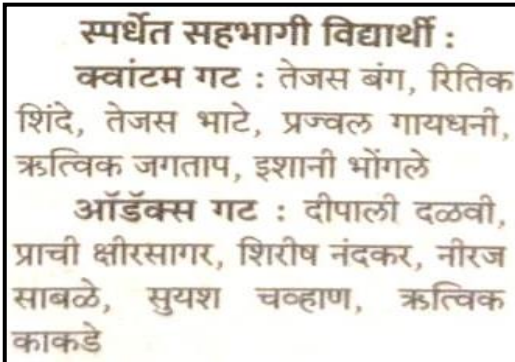 स्पर्धेत सहभागी विद्यार्थी :
क्वांटम गट : तेजस बंग, रितिक
शिंदे, तेजस भाटे, प्रज्वल गायधनी,
ऋत्विक जगताप, इशानी भोंगले
ऑडॅक्स गट : दीपाली दळवी,
प्राची क्षीरसागर, शिरीष नंदकर, नीरज
साबळे, सुयश चव्हाण, ऋत्विक
काकडे